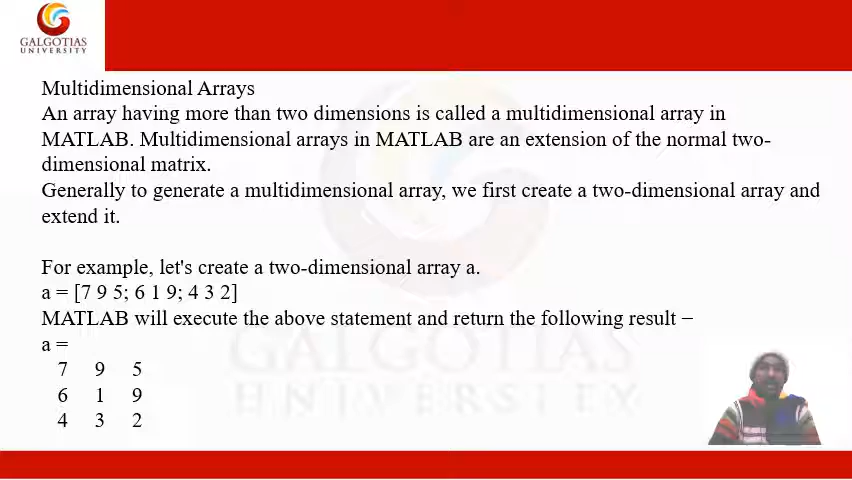 GALGOTIAS
UNIVERSITY
Multidimensional Arrays
An array having more than two dimensions is called a multidimensional array in
MATLAB. Multidimensional arrays in MATLAB are an extension of the normal two-
dimensional matrix.
Generally to generate a multidimensional array, we first create a two-dimensional array and
extend it.
For example, let's create a two-dimensional array a.
a = [7 9 5; 6 1 9; 4 3 2]
MATLAB will execute the above statement and return the following result −
a =
7 9 5
6 1 9
4 3 2
GALGOTIAS
UNIVERSITY